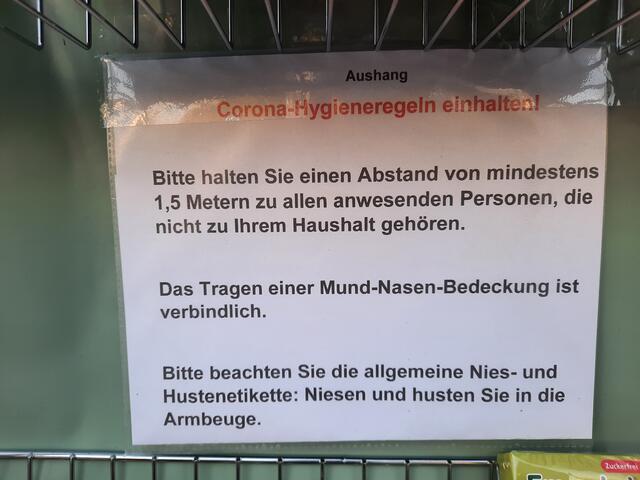 Aushang
Corona-Hygieneregeln einhalten!
Bitte halten Sie einen Abstand von mindestens
1,5 Metern zu allen anwesenden Personen, die
nicht zu Ihrem Haushalt gehören.
Das Tragen einer Mund-Nasen-Bedeckung ist
verbindlich.
Bitte beachten Sie die allgemeine Nies- und
Hustenetikette: Niesen und husten Sie in die
Armbeuge.
Zuckerfrei